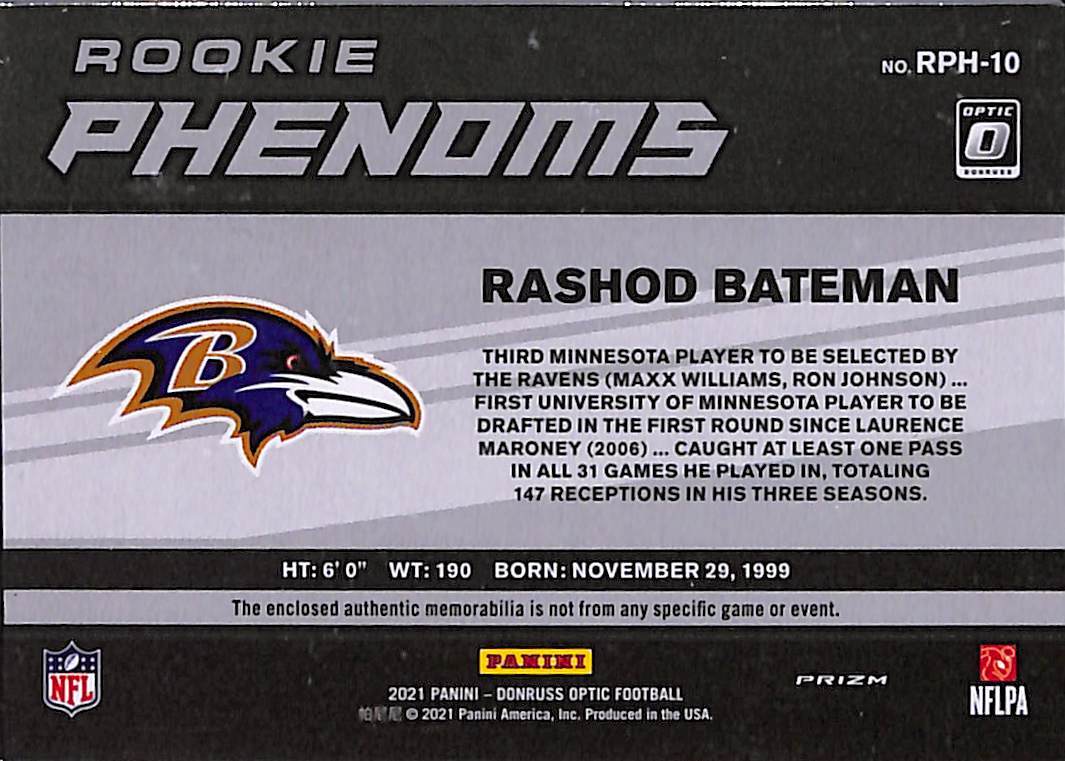 ROOKIE
PHENOMS
NO. RPH-10
OPTIC
O
DONRUSS
B
RASHOD BATEMAN
THIRD MINNESOTA PLAYER TO BE SELECTED BY
THE RAVENS (MAXX WILLIAMS, RON JOHNSON) ...
FIRST UNIVERSITY OF MINNESOTA PLAYER TO BE
DRAFTED IN THE FIRST ROUND SINCE LAURENCE
MARONEY (2006) ... CAUGHT AT LEAST ONE PASS
IN ALL 31 GAMES HE PLAYED IN, TOTALING
147 RECEPTIONS IN HIS THREE SEASONS.
HT: 6' 0" WT: 190 BORN: NOVEMBER 29, 1999
The enclosed authentic memorabilia is not from any specific game or event.
NFL
PANINI
2021 PANINI – DONRUSS OPTIC FOOTBALL
帕尼尼 © 2021 Panini America, Inc. Produced in the USA.
PRIZM
NFLPA